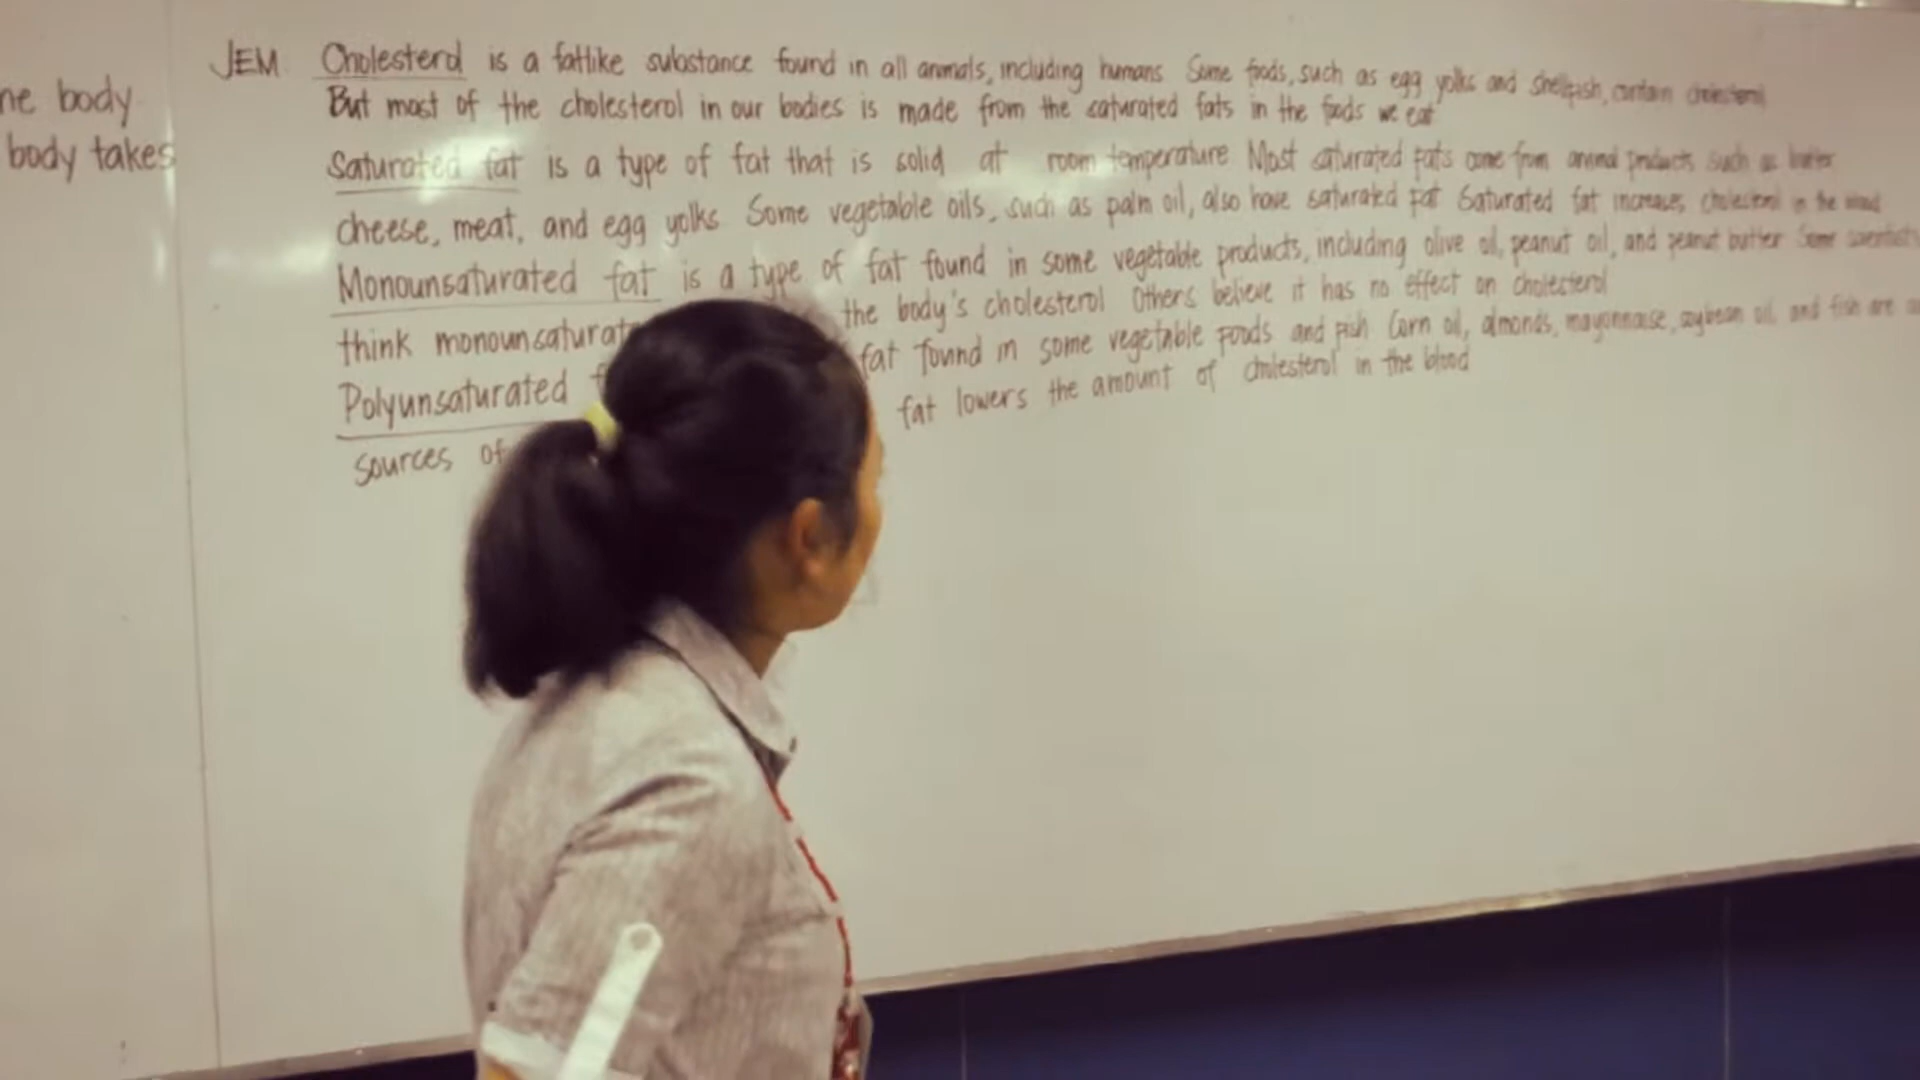 ne body
body takes
JEM Cholesterol is a fatlike substance found in all animals, including humans Some foods, such as egg yolks and shellfish, contain cholesterol
But most of the cholesterol in our bodies is made from the saturated fats in the foods we eat
Saturated fat is a type of fat that is solid at room temperature Most saturated fats come from animal products such as butter
cheese, meat, and egg yolks Some vegetable oils, such as palm oil, also have saturated fat Saturated fat increases cholesterol in the blood
Monounsaturated fat is a type of fat found in some vegetable products, including olive oil, peanut oil, and peanut butter Some scientists
think monounsaturat the body's cholesterol Others believe it has no effect on cholesterol
Polyunsaturated f fat found in some vegetable foods and fish Corn oil, almonds, mayonnaise, soybean oil, and fish are
sources of fat lowers the amount of cholesterol in the blood